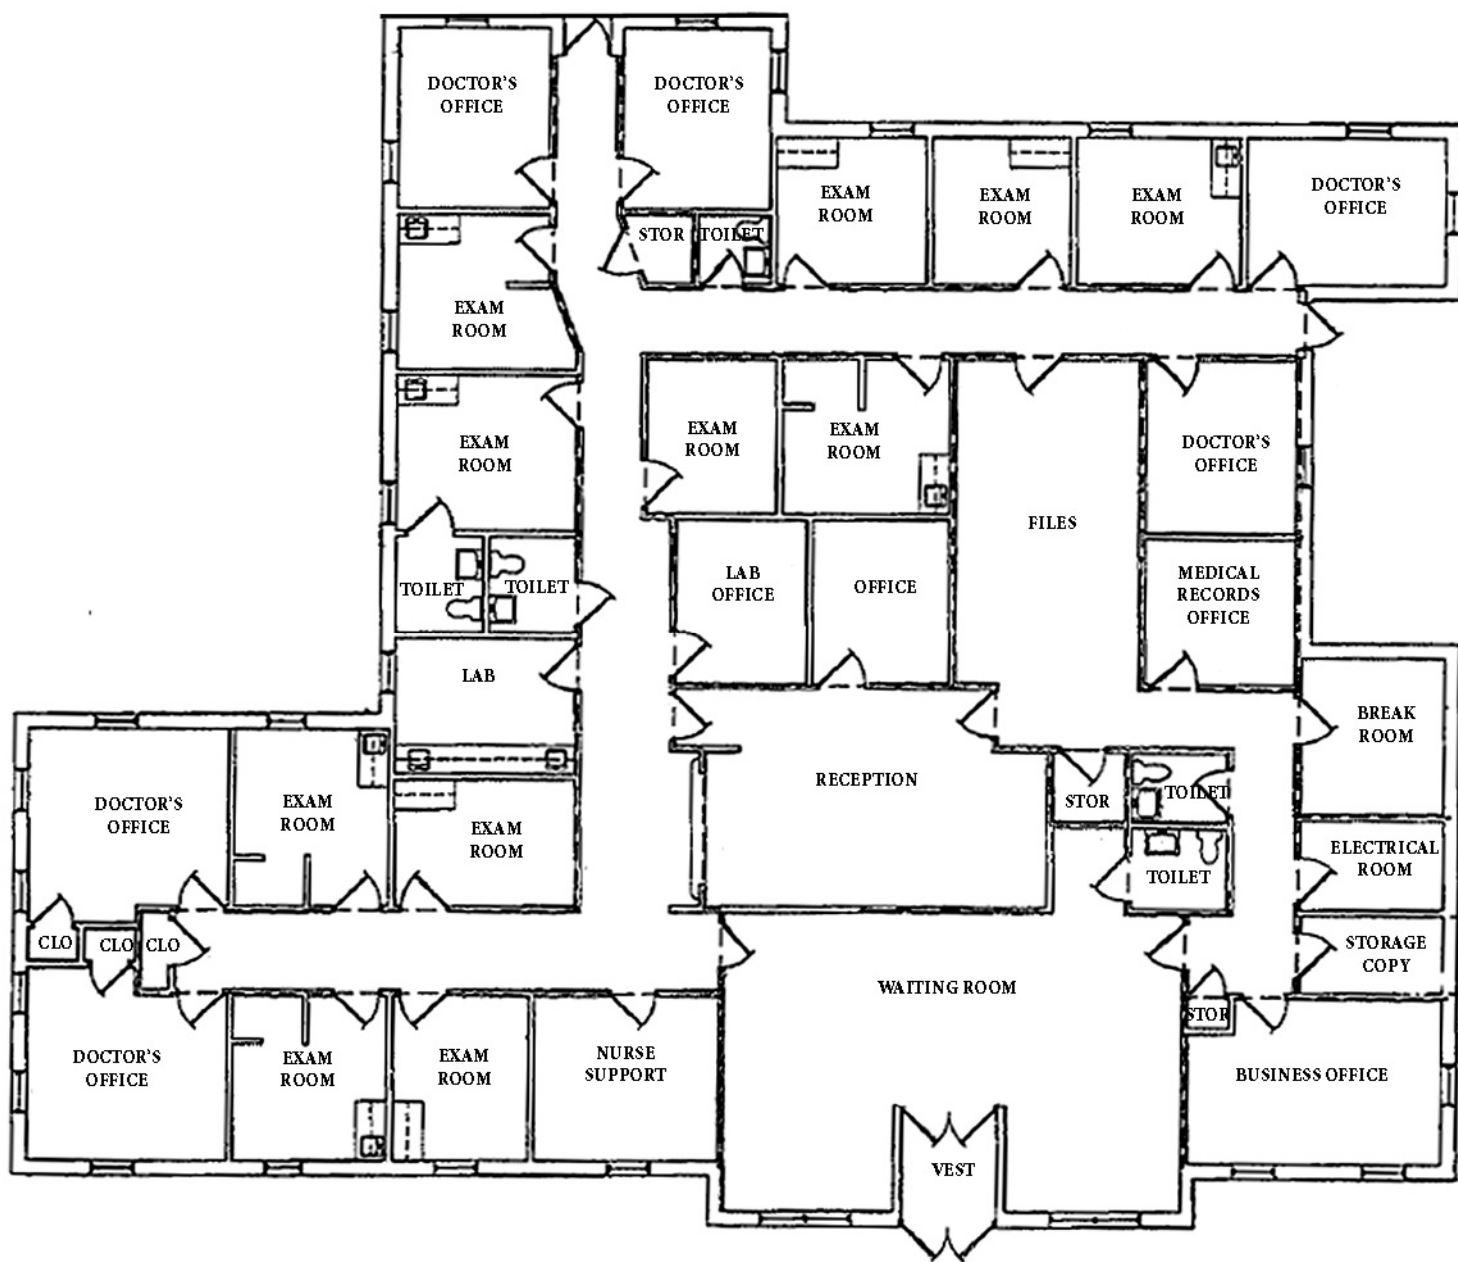 DOCTOR'S
OFFICE
DOCTOR'S
OFFICE
EXAM
ROOM
EXAM
ROOM
EXAM
ROOM
DOCTOR'S
OFFICE
STOR
TOILET
EXAM
ROOM
EXAM
ROOM
EXAM
ROOM
EXAM
ROOM
DOCTOR'S
OFFICE
FILES
TOILET
TOILET
LAB
OFFICE
OFFICE
MEDICAL
RECORDS
OFFICE
LAB
BREAK
ROOM
DOCTOR'S
OFFICE
EXAM
ROOM
EXAM
ROOM
RECEPTION
STOR
TOILET
TOILET
ELECTRICAL
ROOM
CLO
CLO
CLO
STORAGE
COPY
WAITING ROOM
STOR
DOCTOR'S
OFFICE
EXAM
ROOM
EXAM
ROOM
NURSE
SUPPORT
BUSINESS OFFICE
VEST